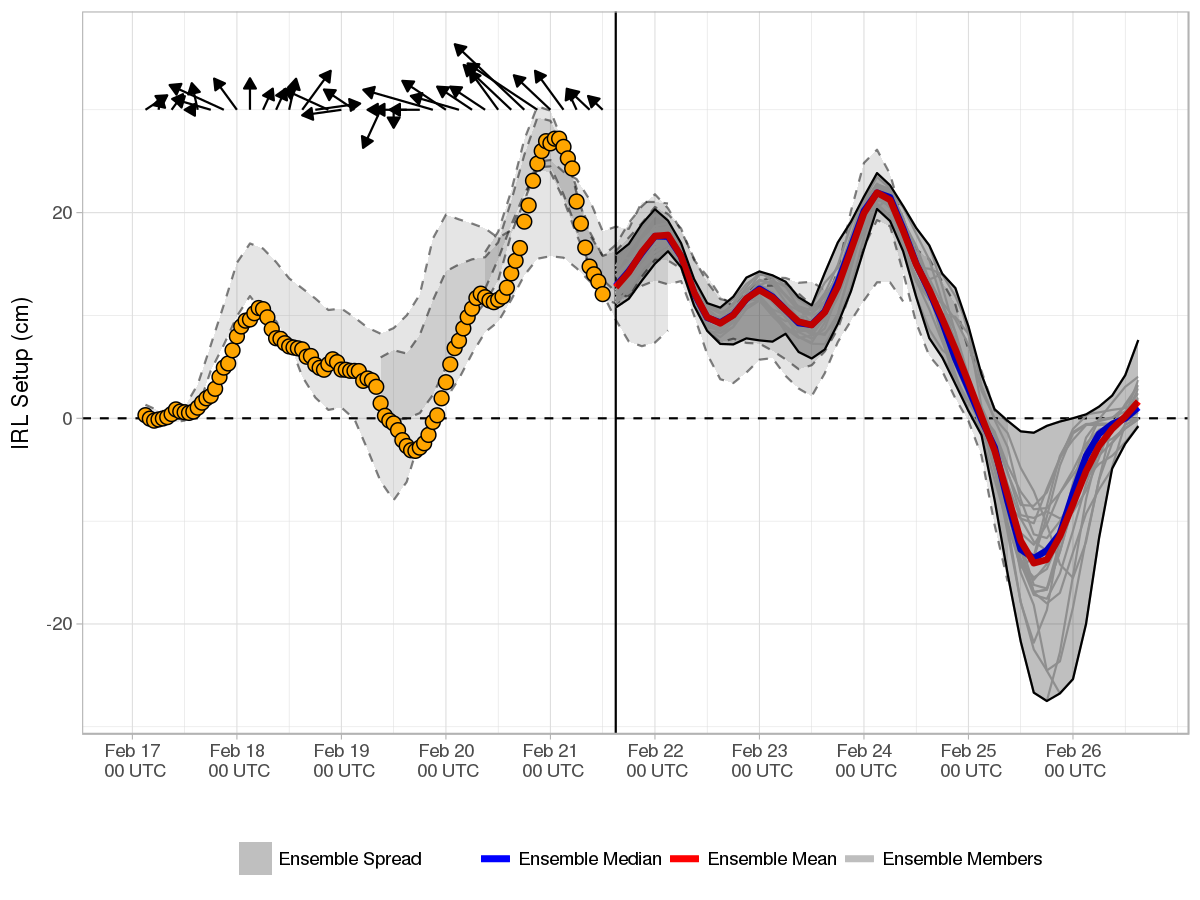 IRL Setup (cm)
20
0
-20
Feb 17 Feb 18 Feb 19 Feb 20 Feb 21 Feb 22 Feb 23 Feb 24 Feb 25 Feb 26
00 UTC 00 UTC 00 UTC 00 UTC 00 UTC 00 UTC 00 UTC 00 UTC 00 UTC 00 UTC
Ensemble Spread Ensemble Median Ensemble Mean Ensemble Members